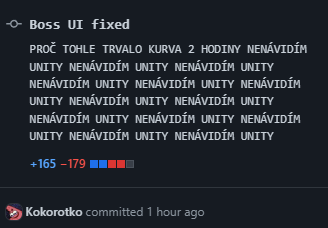 Boss UI fixed
PROČ TOHLE TRVALO KURVA 2 HODINY NENÁVIDÍM
UNITY NENÁVIDÍM UNITY NENÁVIDÍM UNITY
NENÁVIDÍM UNITY NENÁVIDÍM UNITY NENÁVIDÍM
UNITY NENÁVIDÍM UNITY NENÁVIDÍM UNITY
NENÁVIDÍM UNITY NENÁVIDÍM UNITY NENÁVIDÍM
UNITY NENÁVIDÍM UNITY NENÁVIDÍM UNITY
+165 −179
Kokorotko committed 1 hour ago